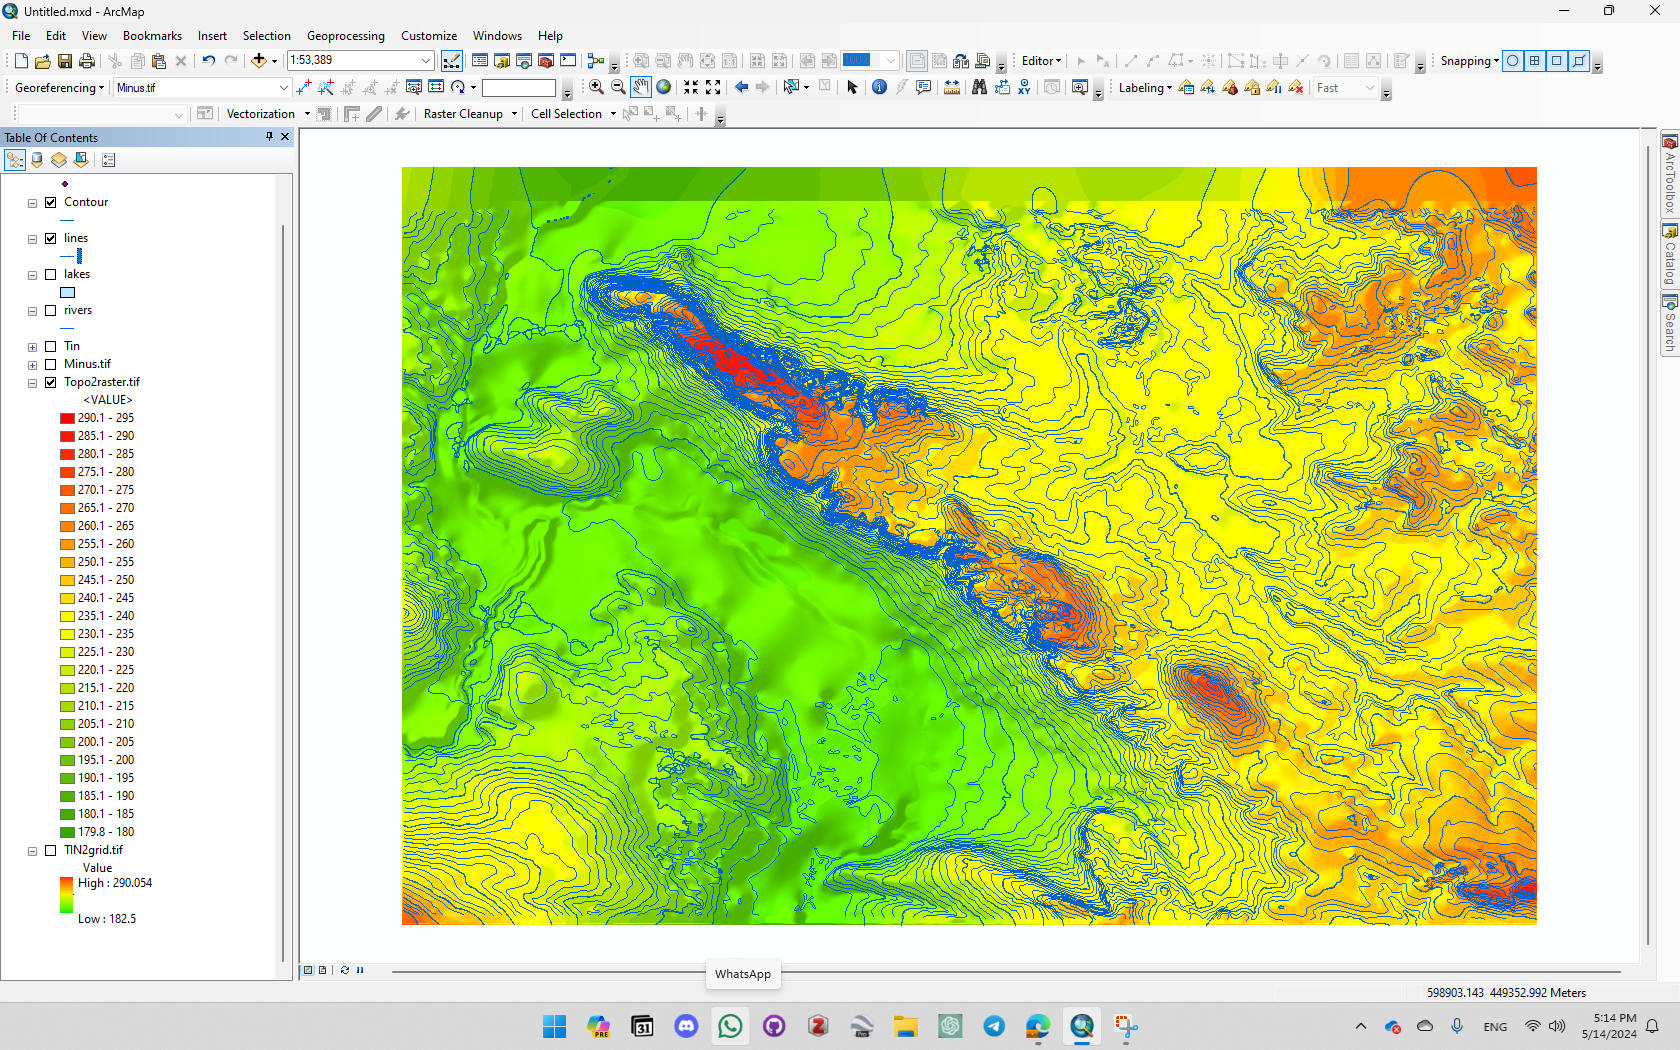 Untitled.mxd - ArcMap
File Edit View Bookmarks Insert Selection Geoprocessing Customize Windows Help
1:53,389
100%
Editor
Snapping
Georeferencing
Minus.tif
Labeling
Fast
Vectorization
Raster Cleanup
Cell Selection
Table Of Contents
Contour
lines
lakes
rivers
Tin
Minus.tif
Topo2raster.tif
<VALUE>
290.1 - 295
285.1 - 290
280.1 - 285
275.1 - 280
270.1 - 275
265.1 - 270
260.1 - 265
255.1 - 260
250.1 - 255
245.1 - 250
240.1 - 245
235.1 - 240
230.1 - 235
225.1 - 230
220.1 - 225
215.1 - 220
210.1 - 215
205.1 - 210
200.1 - 205
195.1 - 200
190.1 - 195
185.1 - 190
180.1 - 185
179.8 - 180
TIN2grid.tif
Value
High : 290.054
Low : 182.5
ArcToolbox
Catalog
Search
WhatsApp
598903.143 449352.992 Meters
PRE
31
Pro
ENG
5:14 PM
5/14/2024